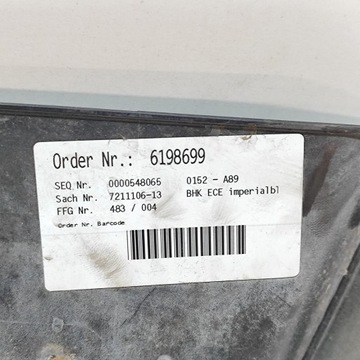 Order Nr.: 6198699
SEQ Nr. 0000548065 0152 - A89
Sach Nr. 7211106-13 BHK ECE imperialbl
FFG Nr. 483 / 004
Order Nr. Barcode